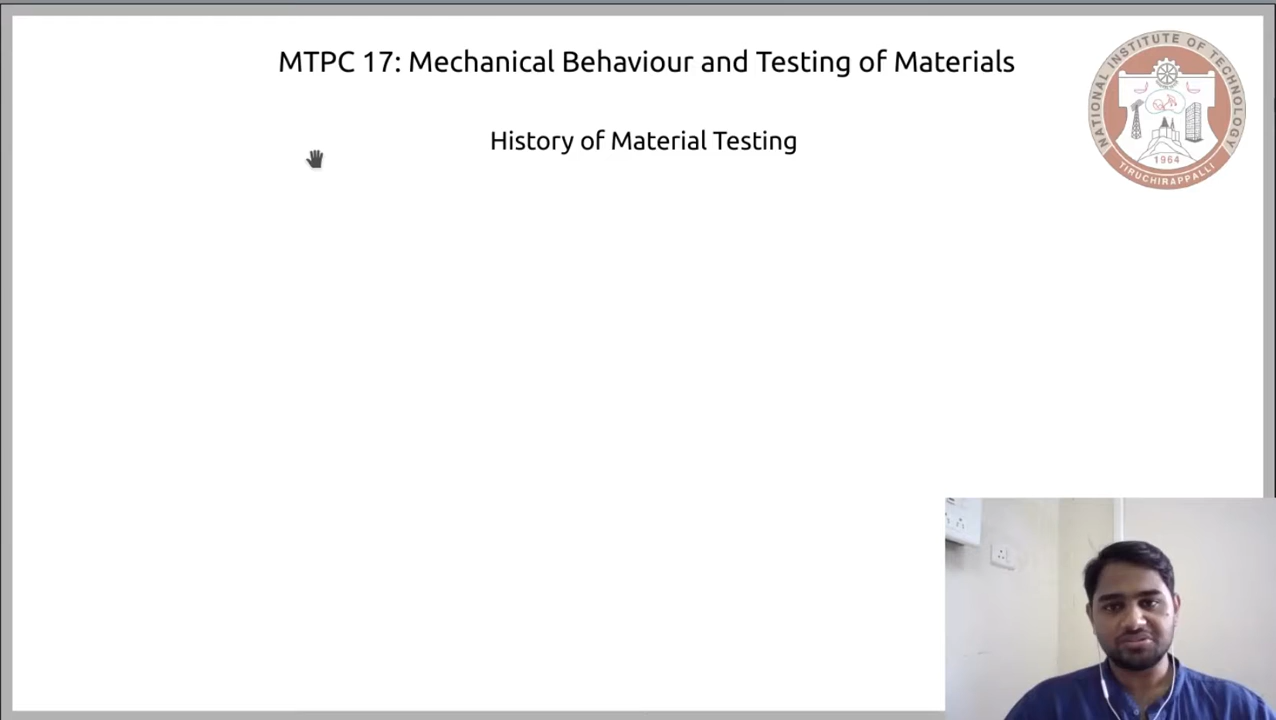 MTPC 17: Mechanical Behaviour and Testing of Materials
History of Material Testing
NATIONAL INSTITUTE OF TECHNOLOGY
1964
TIRUCHIRAPPALLI